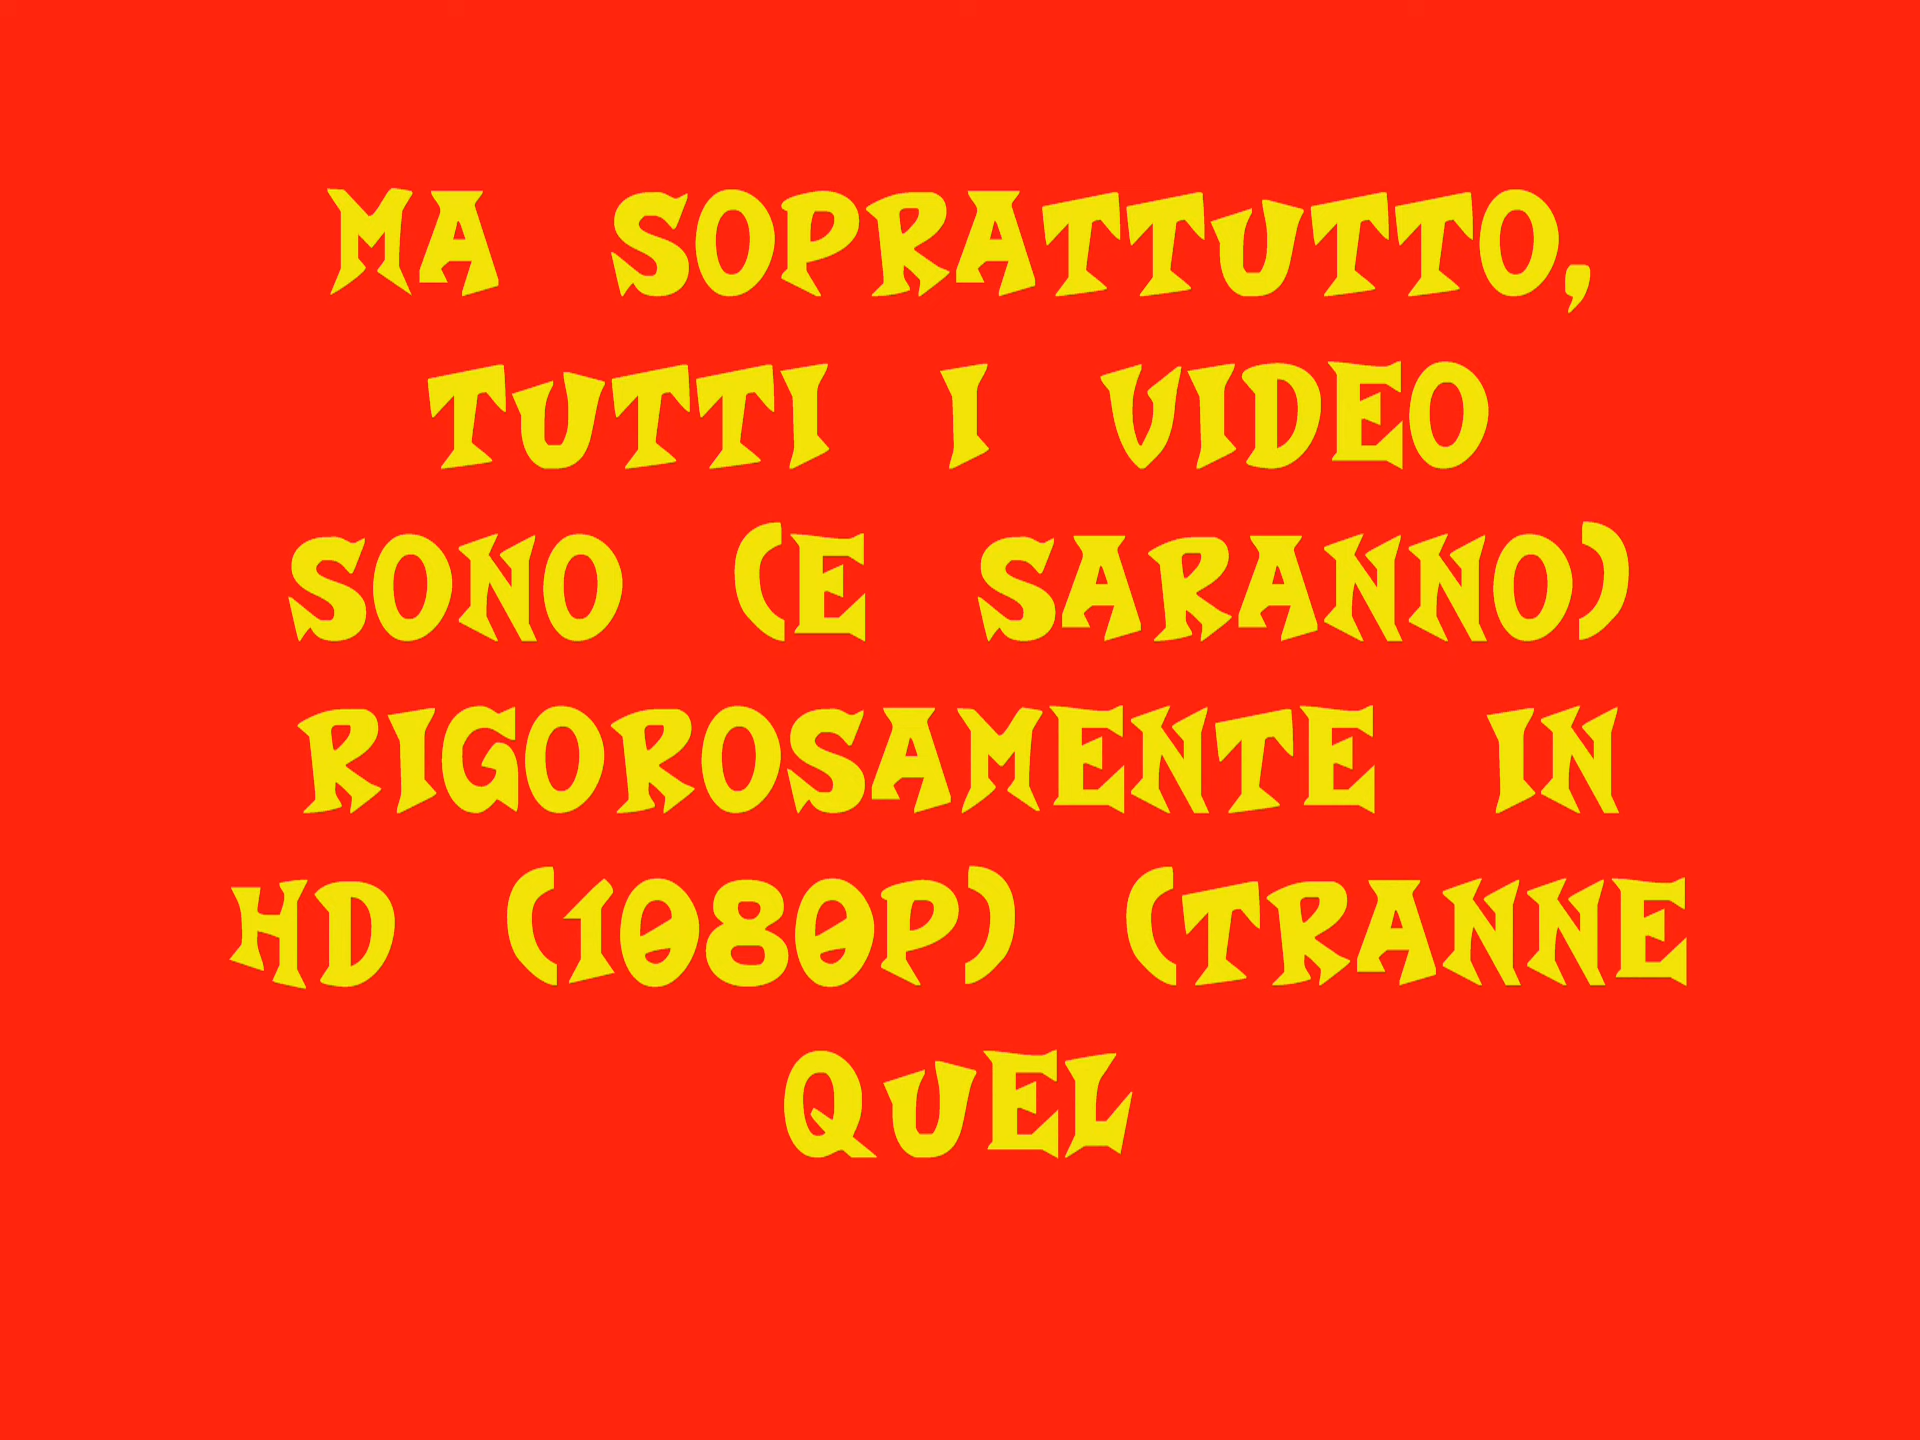 MA SOPRATTUTTO,
TUTTI I VIDEO
SONO (E SARANNO)
RIGOROSAMENTE IN
HD (1080P) (TRANNE
QUEL